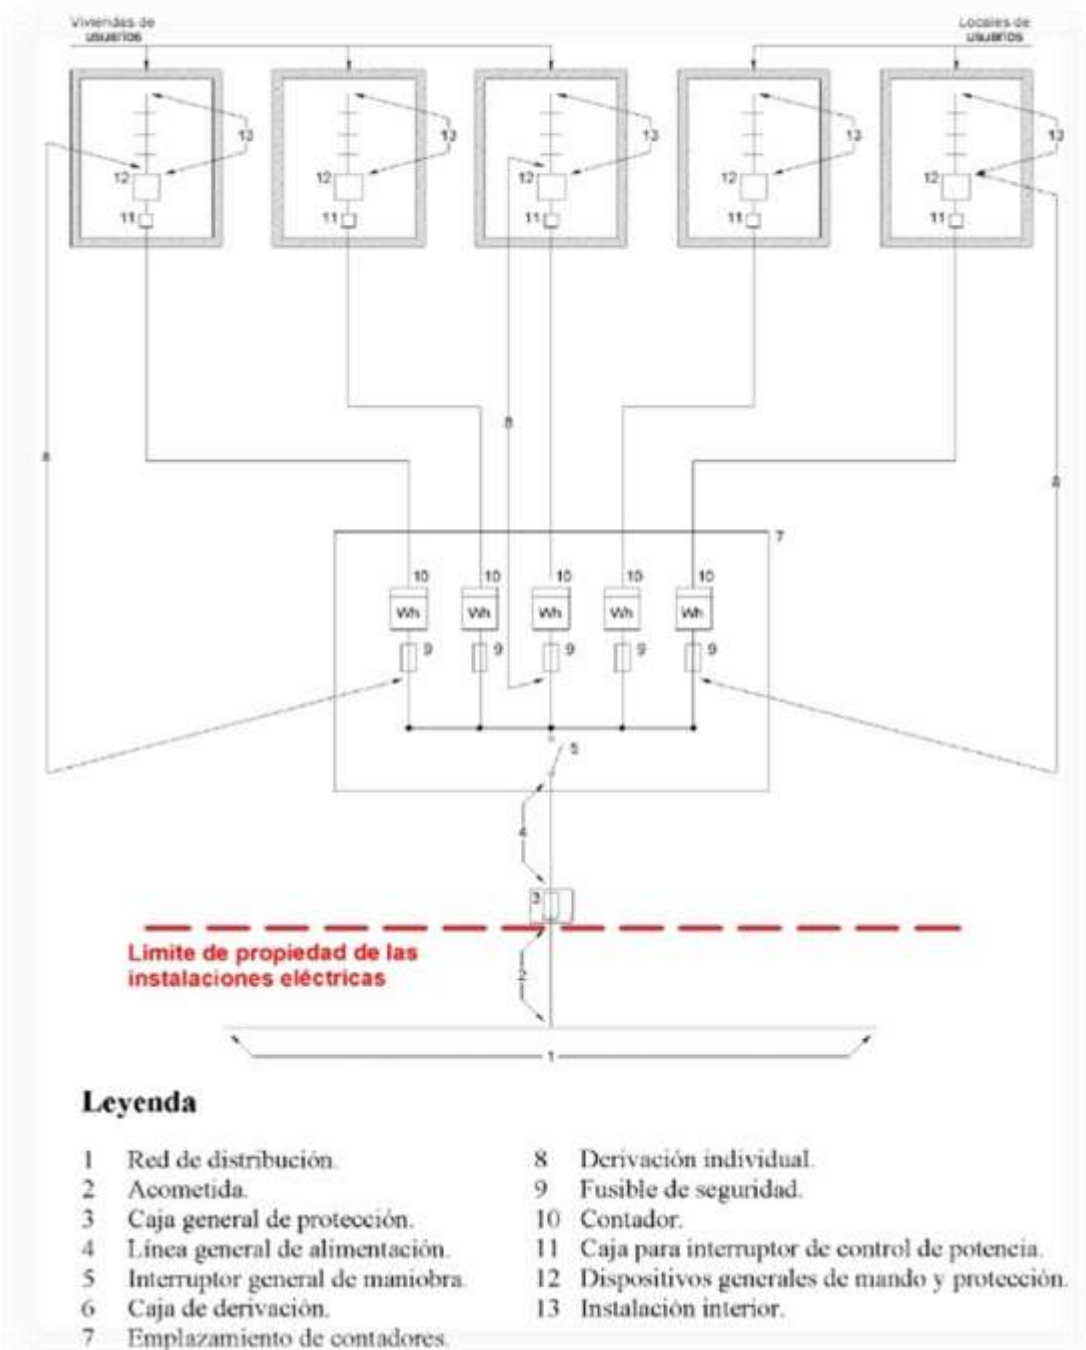 Viviendas de
usuarios
Locales de
usuarios
13 13 13 13 13
12 12 12 12 12
11 11 11 11 11
8
8
8
7
10 10 10 10 10
Wh Wh Wh Wh Wh
9 9 9 9 9
5
4
3
Limite de propiedad de las
instalaciones eléctricas
2
1
Leyenda
1 Red de distribución.
2 Acometida.
3 Caja general de protección.
4 Línea general de alimentación.
5 Interruptor general de maniobra.
6 Caja de derivación.
7 Emplazamiento de contadores.
8 Derivación individual.
9 Fusible de seguridad.
10 Contador.
11 Caja para interruptor de control de potencia.
12 Dispositivos generales de mando y protección.
13 Instalación interior.